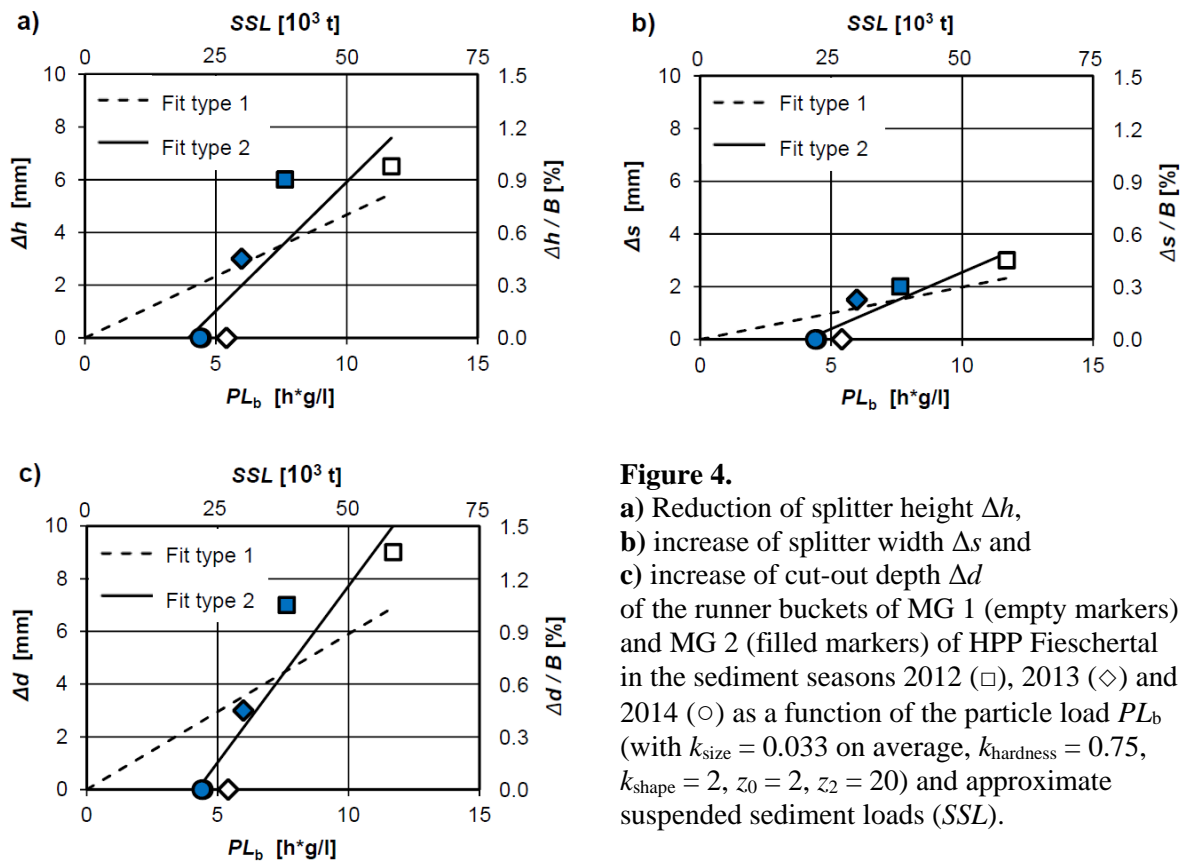 a)
SSL [10³ t]
0 25 50 75
10
8
6
4
2
0
Δh [mm]
Fit type 1
Fit type 2
1.5
1.2
0.9
0.6
0.3
0.0
Δh / B [%]
0 5 10 15
PL_b [h*g/l]
b)
SSL [10³ t]
0 25 50 75
10
8
6
4
2
0
Δs [mm]
Fit type 1
Fit type 2
1.5
1.2
0.9
0.6
0.3
0.0
Δs / B [%]
0 5 10 15
PL_b [h*g/l]
c)
SSL [10³ t]
0 25 50 75
10
8
6
4
2
0
Δd [mm]
Fit type 1
Fit type 2
1.5
1.2
0.9
0.6
0.3
0.0
Δd / B [%]
0 5 10 15
PL_b [h*g/l]
Figure 4.
a) Reduction of splitter height Δh,
b) increase of splitter width Δs and
c) increase of cut-out depth Δd
of the runner buckets of MG 1 (empty markers)
and MG 2 (filled markers) of HPP Fieschertal
in the sediment seasons 2012 (□), 2013 (◇) and
2014 (○) as a function of the particle load PL_b
(with k_size = 0.033 on average, k_hardness = 0.75,
k_shape = 2, z₀ = 2, z₂ = 20) and approximate
suspended sediment loads (SSL).